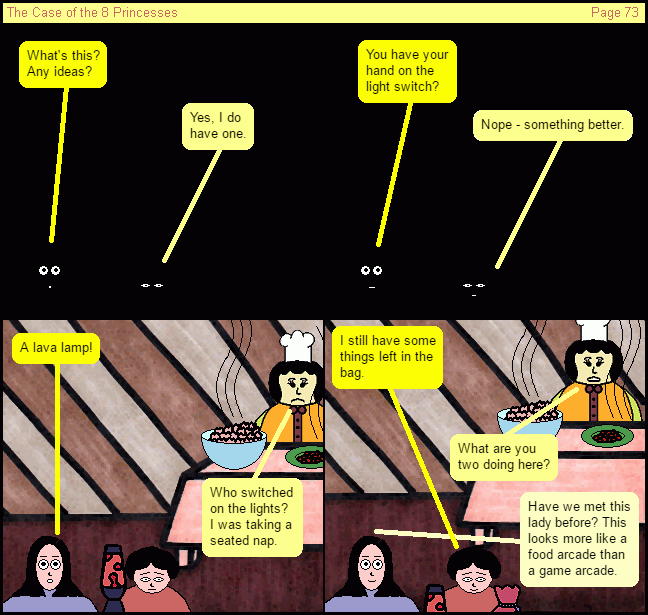 The Case of the 8 Princesses
Page 73
What's this?
Any ideas?
Yes, I do
have one.
You have your
hand on the
light switch?
Nope - something better.
A lava lamp!
Who switched
on the lights?
I was taking a
seated nap.
I still have some
things left in the
bag.
What are you
two doing here?
Have we met this
lady before? This
looks more like a
food arcade than
a game arcade.